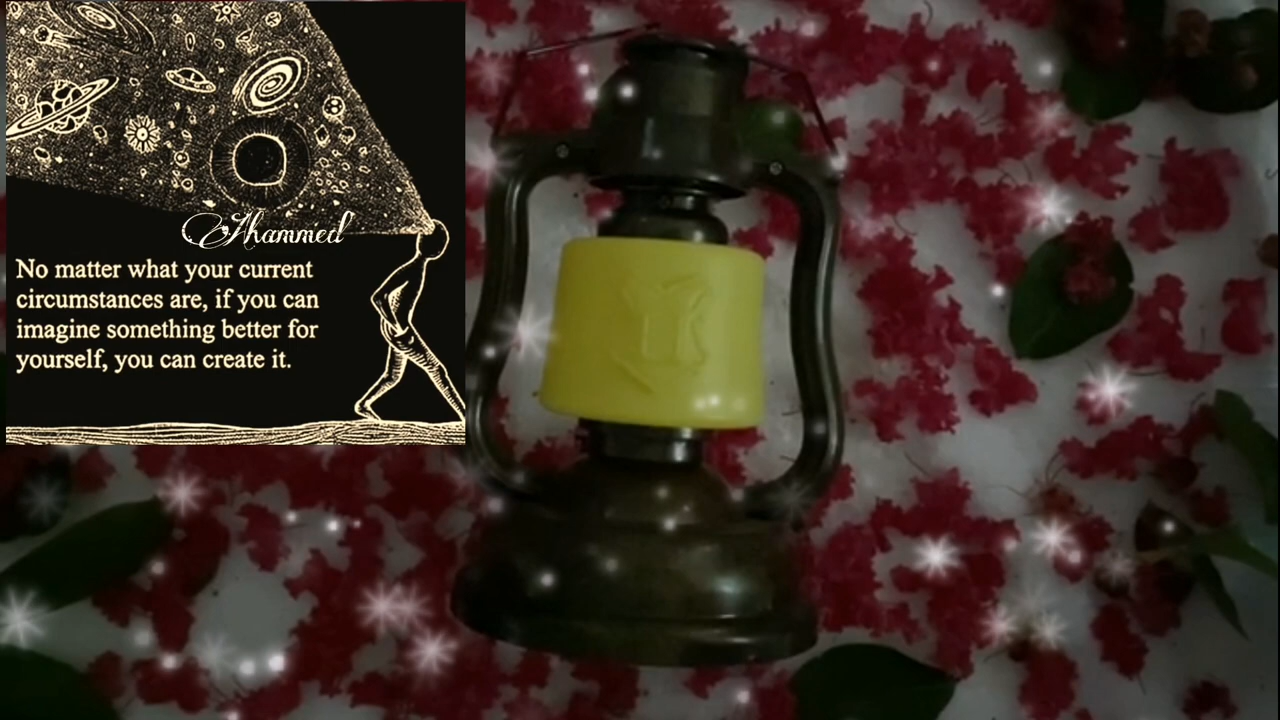 Ahammed
No matter what your current
circumstances are, if you can
imagine something better for
yourself, you can create it.